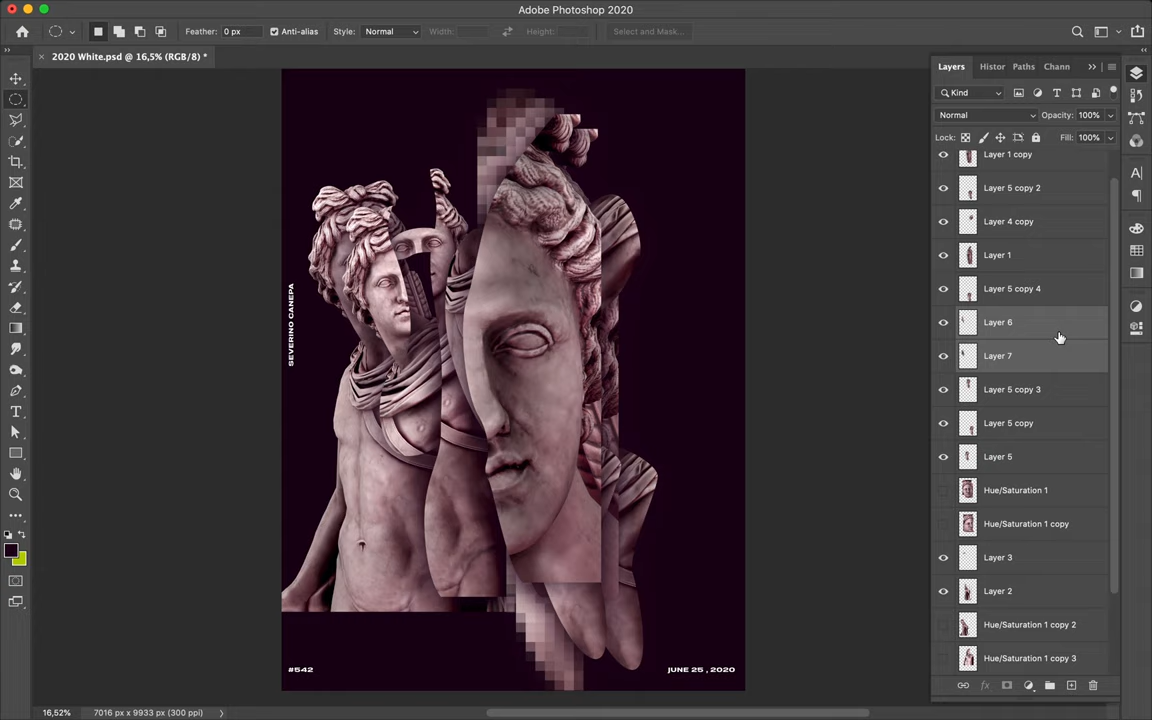 Adobe Photoshop 2020
Feather: 0 px Anti-alias Style: Normal Width: Height: Select and Mask...
2020 White.psd @ 16,5% (RGB/8) *
Layers Histor Paths Chann
Kind
Normal Opacity: 100%
Lock: Fill: 100%
Layer 1 copy
Layer 5 copy 2
Layer 4 copy
Layer 1
Layer 5 copy 4
Layer 6
Layer 7
Layer 5 copy 3
Layer 5 copy
Layer 5
Hue/Saturation 1
Hue/Saturation 1 copy
Layer 3
Layer 2
Hue/Saturation 1 copy 2
Hue/Saturation 1 copy 3
SEVERINO CANEPA
#542 JUNE 25 , 2020
16,52% 7016 px x 9933 px (300 ppi)